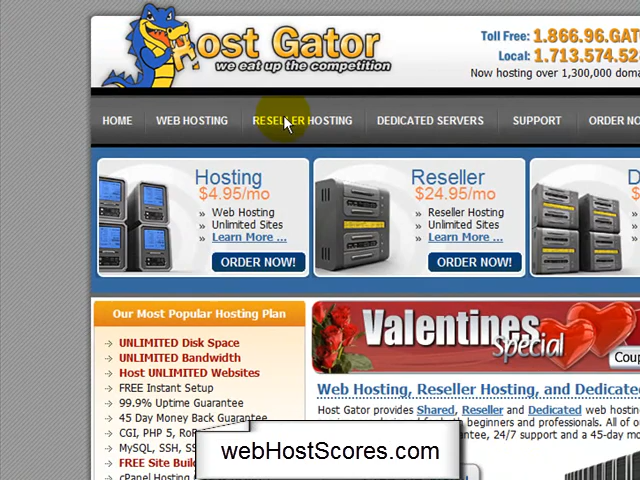 Host Gator
we eat up the competition
Toll Free: 1.866.96.GAT
Local: 1.713.574.52
Now hosting over 1,300,000 doma
HOME
WEB HOSTING
RESELLER HOSTING
DEDICATED SERVERS
SUPPORT
ORDER NO
Hosting
$4.95/mo
» Web Hosting
» Unlimited Sites
» Learn More ...
ORDER NOW!
Reseller
$24.95/mo
» Reseller Hosting
» Unlimited Sites
» Learn More ...
ORDER NOW!
D
»
»
»
Our Most Popular Hosting Plan
UNLIMITED Disk Space
UNLIMITED Bandwidth
Host UNLIMITED Websites
FREE Instant Setup
99.9% Uptime Guarantee
45 Day Money Back Guarantee
CGI, PHP 5, RoR
MySQL, SSH, SS
FREE Site Build
cPanel Hosting
Valentines
special
Coup
Web Hosting, Reseller Hosting, and Dedicate
Host Gator provides Shared, Reseller and Dedicated web hosting
beginners and professionals. All of o
antee, 24/7 support and a 45-day mo
webHostScores.com